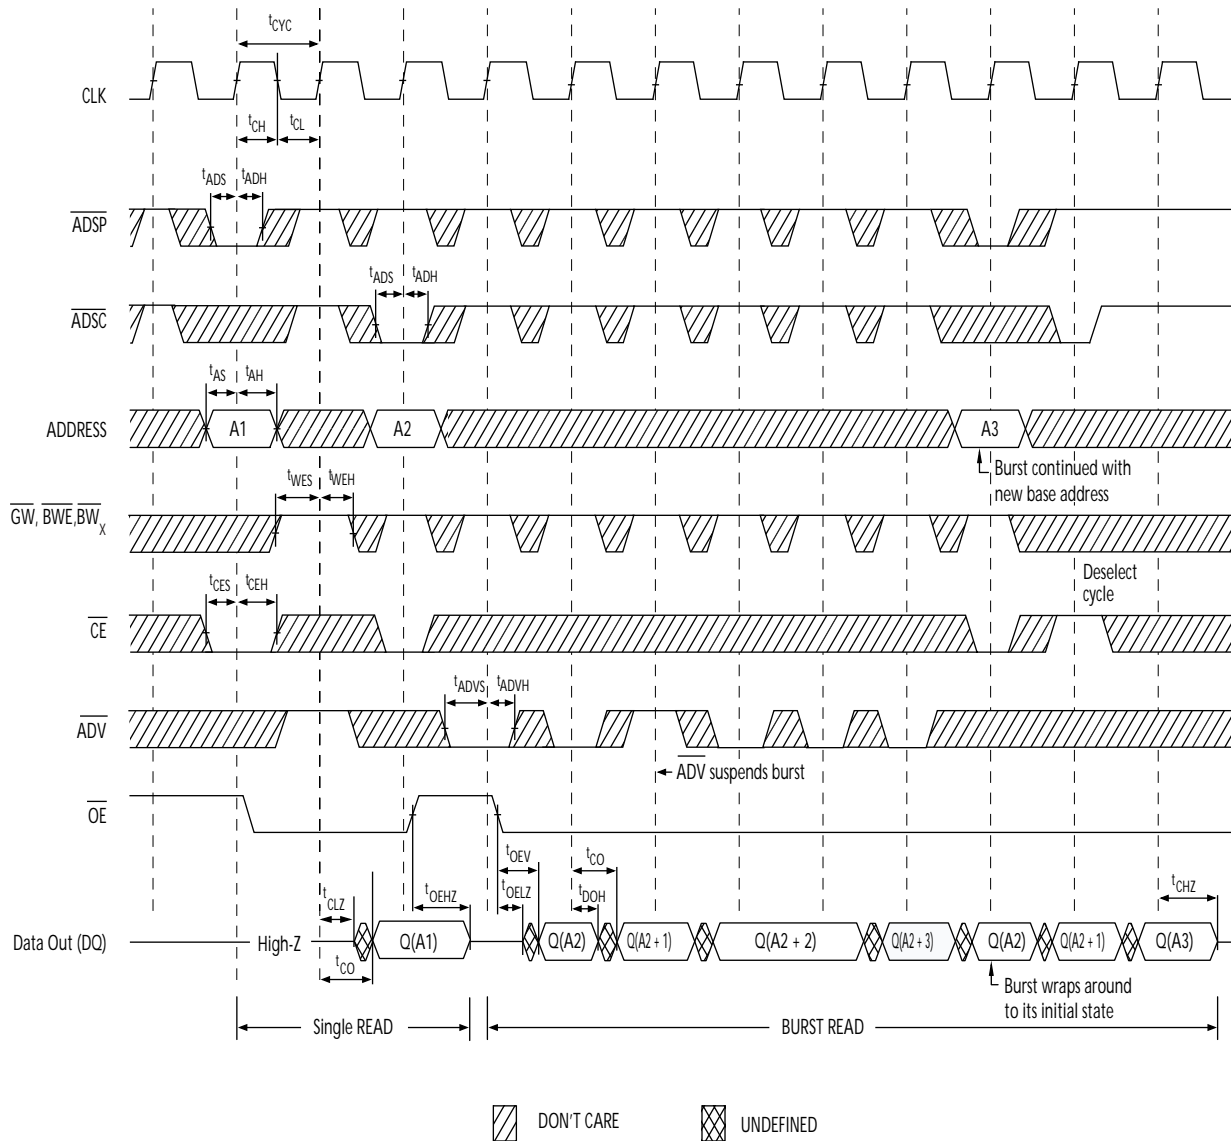 tCYC
CLK
tCH tCL
tADS tADH
ADSP
tADS tADH
ADSC
tAS tAH
ADDRESS A1 A2 A3
Burst continued with
new base address
tWES tWEH
GW, BWE,BWX
Deselect
cycle
tCES tCEH
CE
tADVS tADVH
ADV
ADV suspends burst
OE
tOEV tCO
tCLZ tOEHZ tOELZ tDOH tCHZ
Data Out (DQ) High-Z Q(A1) Q(A2) Q(A2 + 1) Q(A2 + 2) Q(A2 + 3) Q(A2) Q(A2 + 1) Q(A3)
tCO
Burst wraps around
to its initial state
Single READ BURST READ
DON'T CARE UNDEFINED